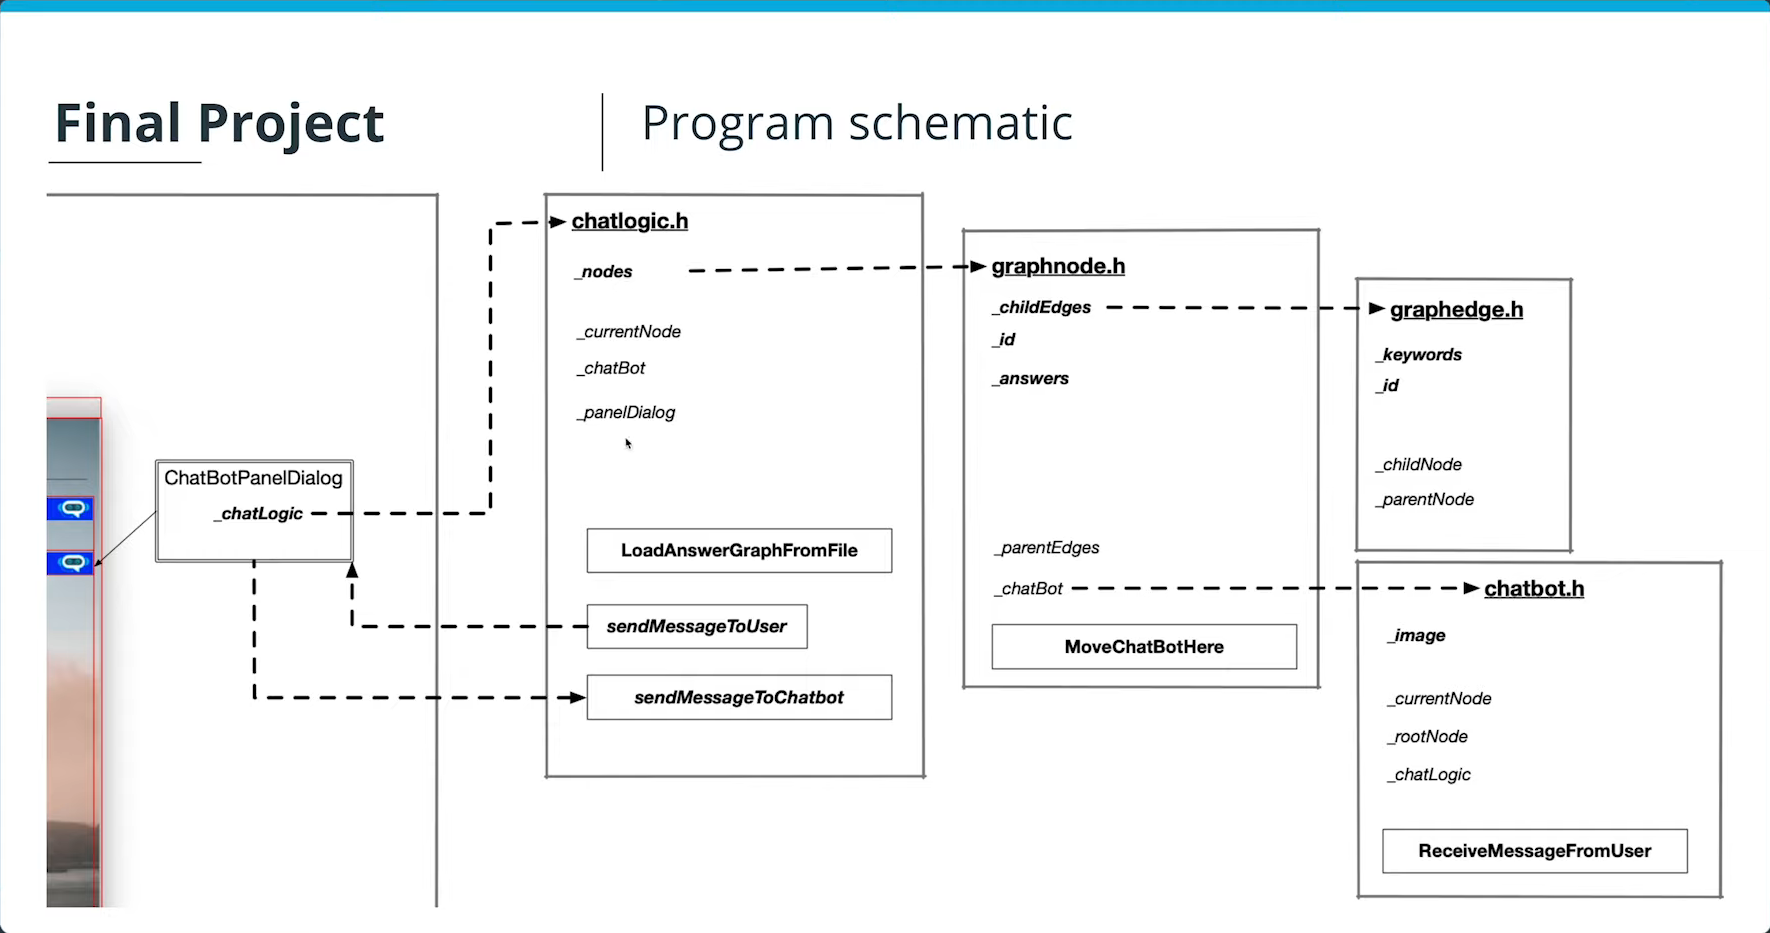 Final Project
Program schematic
ChatBotPanelDialog
_chatLogic
chatlogic.h
_nodes
_currentNode
_chatBot
_panelDialog
LoadAnswerGraphFromFile
sendMessageToUser
sendMessageToChatbot
graphnode.h
_childEdges
_id
_answers
_parentEdges
_chatBot
MoveChatBotHere
graphedge.h
_keywords
_id
_childNode
_parentNode
chatbot.h
_image
_currentNode
_rootNode
_chatLogic
ReceiveMessageFromUser